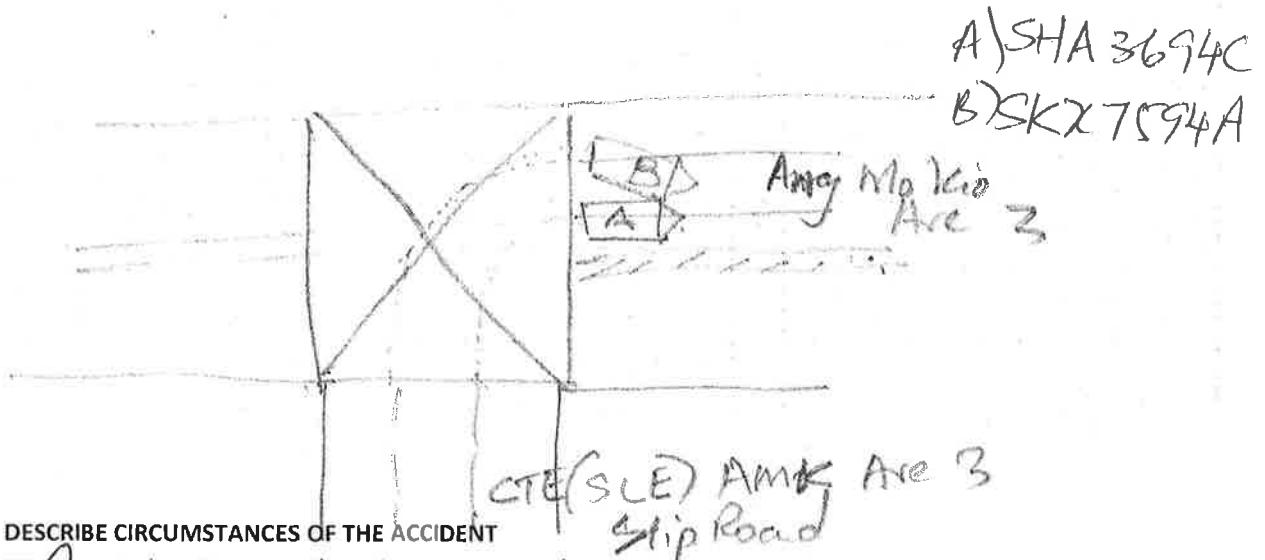 A) SHA 3694C
B) SKX 7594A
B
A
Ang Mo Kio
Ave 3
CTE (SLE) AMK Ave 3
Slip Road
DESCRIBE CIRCUMSTANCES OF THE ACCIDENT